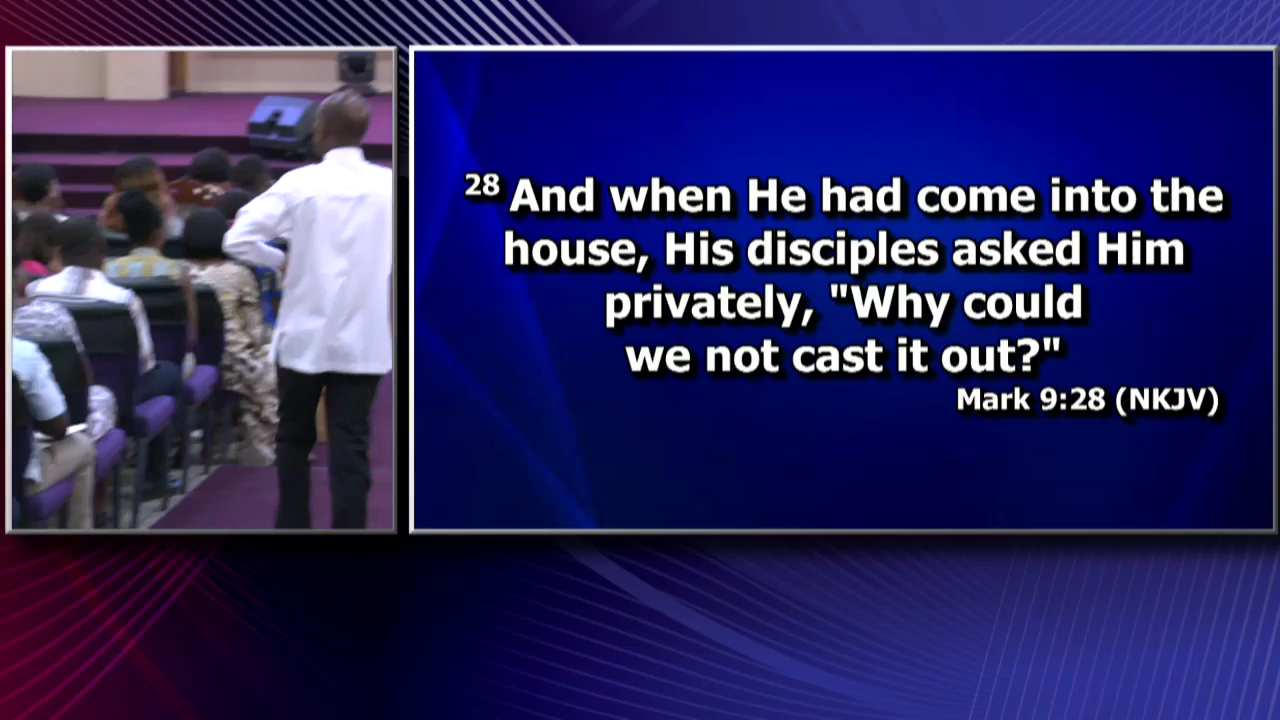 28 And when He had come into the
house, His disciples asked Him
privately, "Why could
we not cast it out?"
Mark 9:28 (NKJV)